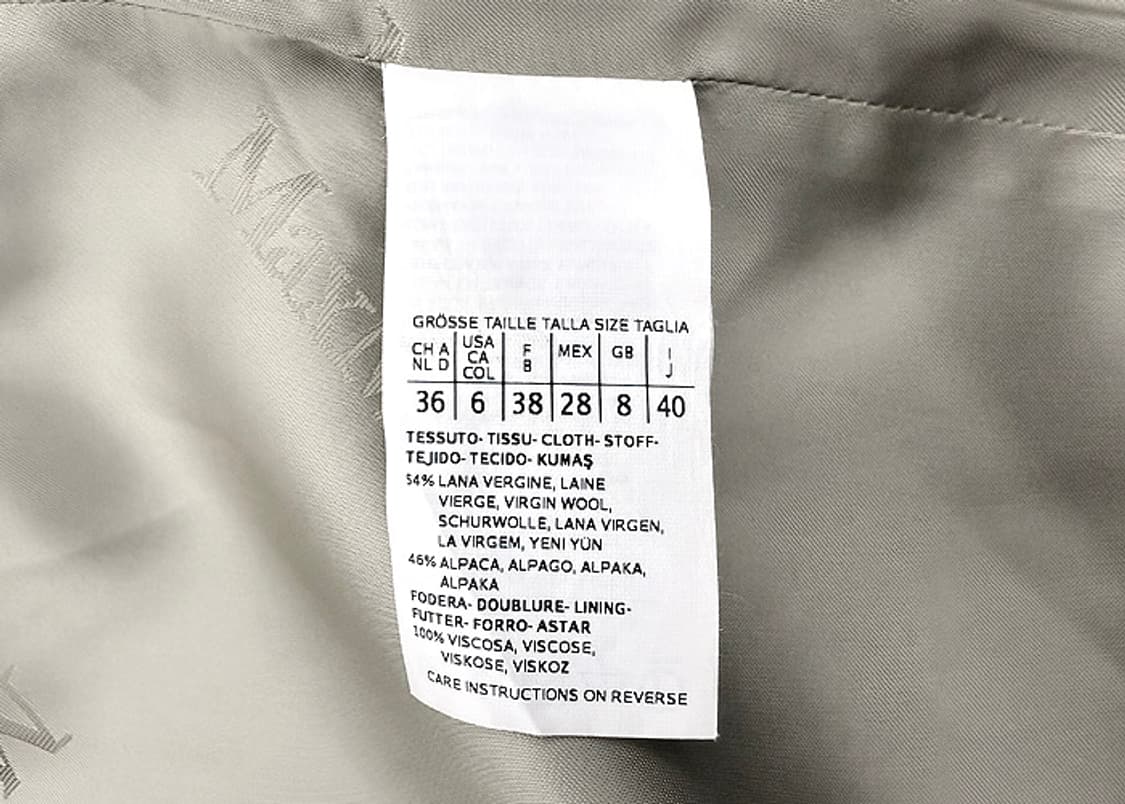 GRÖSSE TAILLE TALLA SIZE TAGLIA
CH A NL D | USA CA COL | F B | MEX | GB | I J
36 | 6 | 38 | 28 | 8 | 40
TESSUTO- TISSU- CLOTH- STOFF-
TEJIDO- TECIDO- KUMAŞ
54% LANA VERGINE, LAINE
VIERGE, VIRGIN WOOL,
SCHURWOLLE, LANA VIRGEN,
LA VIRGEM, YENI YÜN
46% ALPACA, ALPAGO, ALPAKA,
ALPAKA
FODERA- DOUBLURE- LINING-
FUTTER- FORRO- ASTAR
100% VISCOSA, VISCOSE,
VISKOSE, VISKOZ
CARE INSTRUCTIONS ON REVERSE